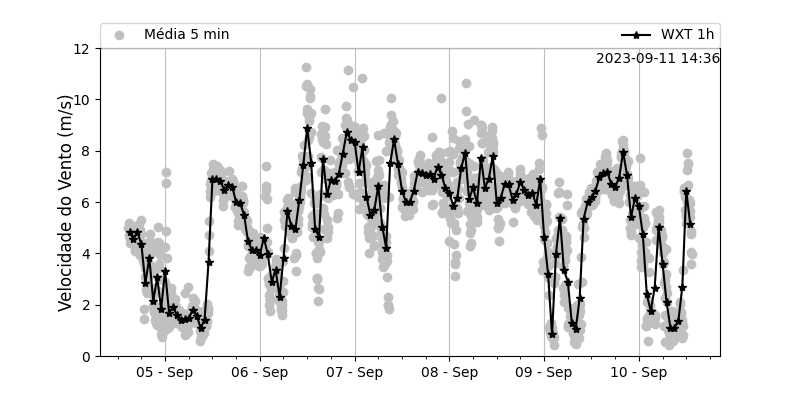 Média 5 min
WXT 1h
2023-09-11 14:36
Velocidade do Vento (m/s)
12
10
8
6
4
2
0
05 - Sep
06 - Sep
07 - Sep
08 - Sep
09 - Sep
10 - Sep